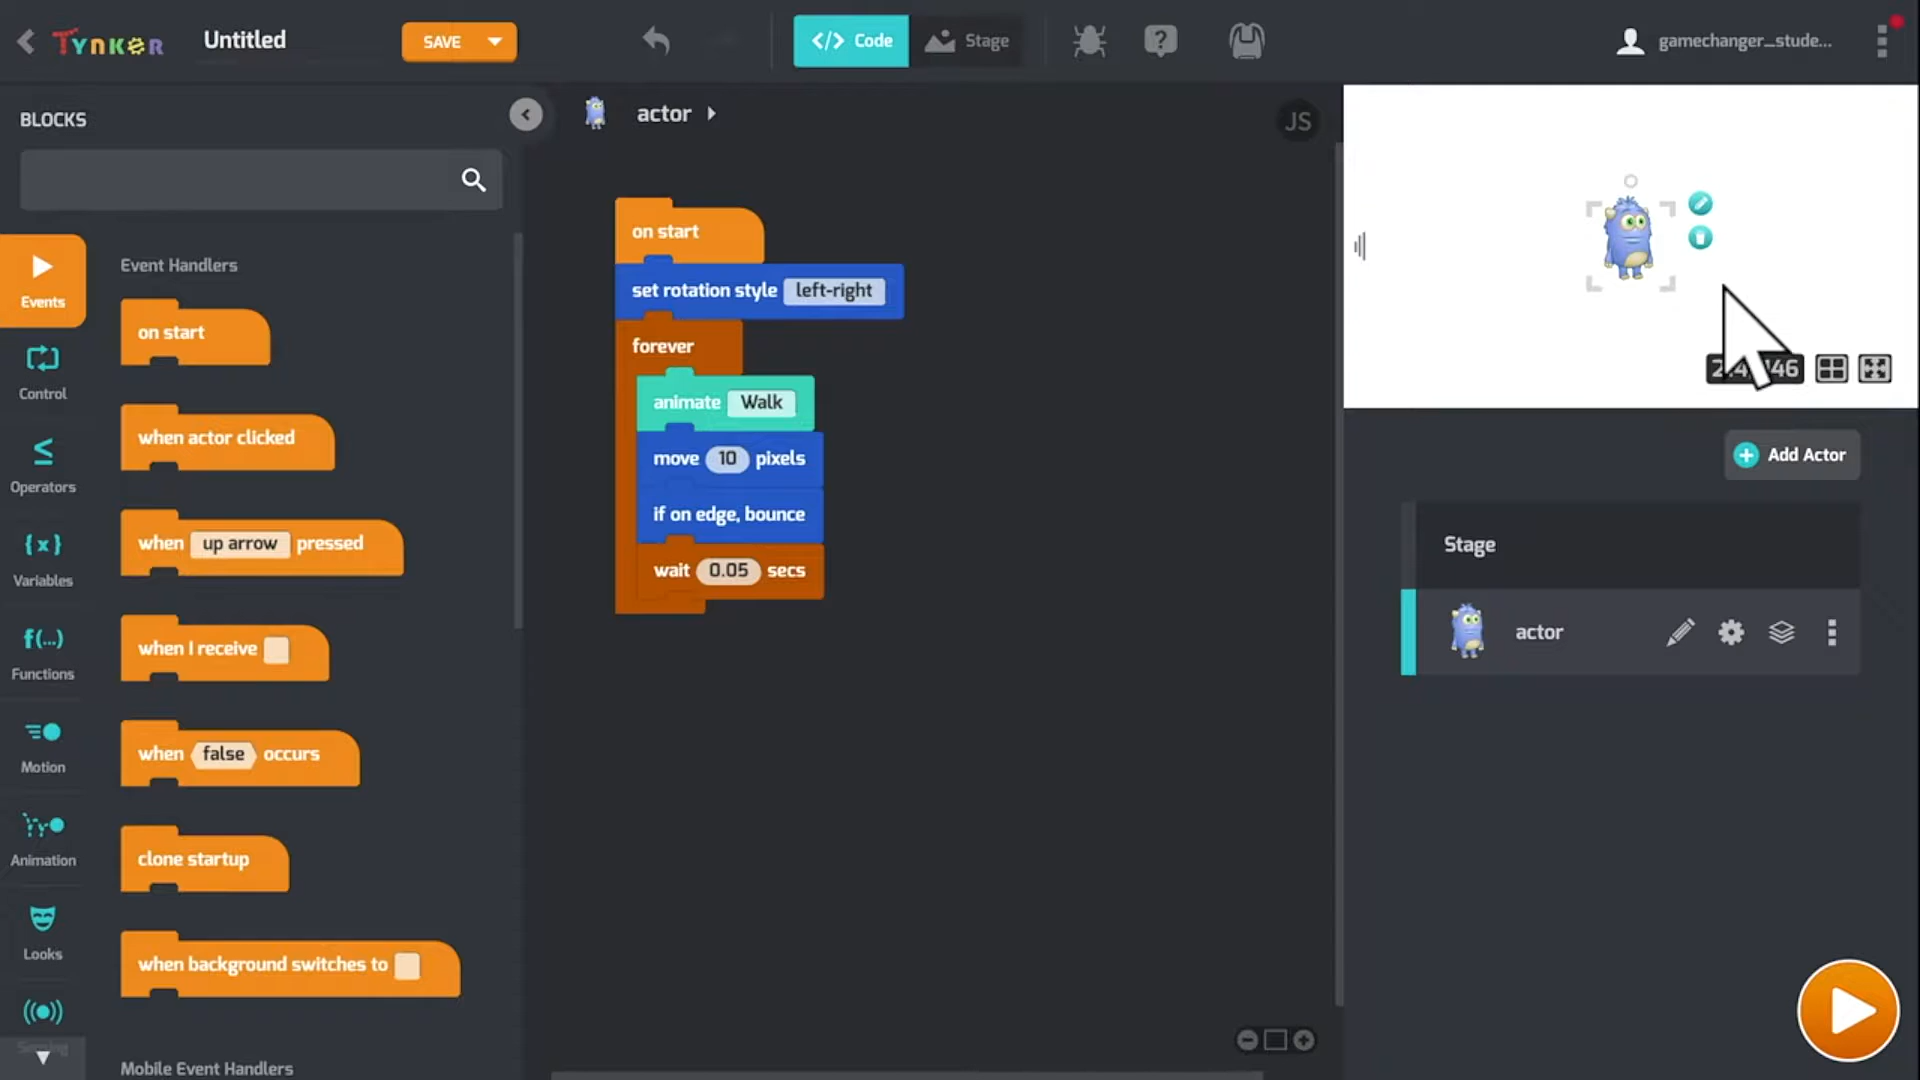 TYNKER
Untitled
SAVE
</> Code
Stage
?
gamechanger_stude...
BLOCKS
actor
JS
Events
Control
Operators
{x}
Variables
f(...)
Functions
Motion
Animation
Looks
Event Handlers
on start
when actor clicked
when up arrow pressed
when I receive
when false occurs
clone startup
when background switches to
Mobile Event Handlers
on start
set rotation style left-right
forever
animate Walk
move 10 pixels
if on edge, bounce
wait 0.05 secs
Add Actor
Stage
actor